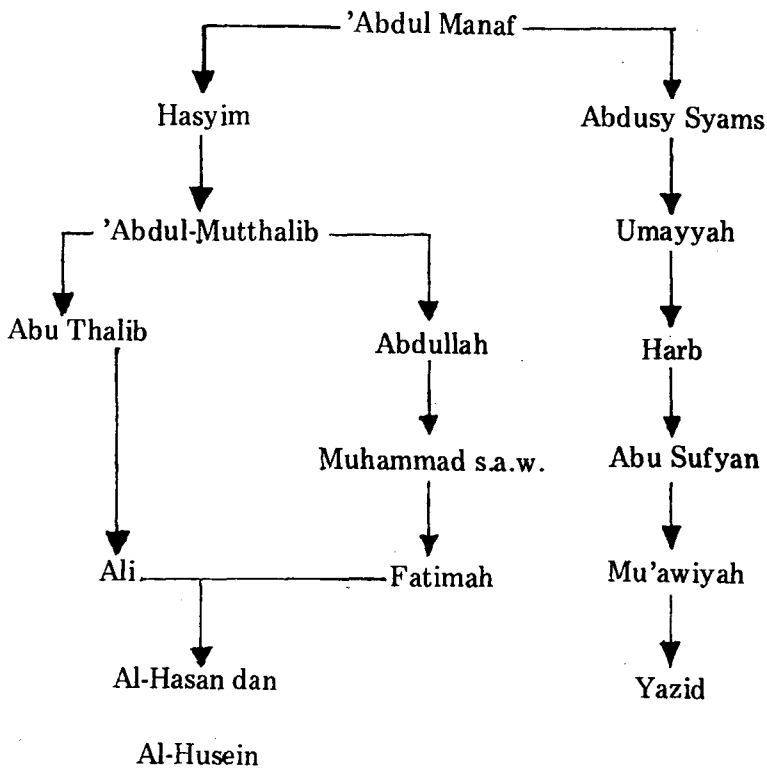 'Abdul Manaf
Hasyim Abdusy Syams
'Abdul-Mutthalib Umayyah
Abu Thalib Abdullah Harb
Muhammad s.a.w. Abu Sufyan
Ali Fatimah Mu'awiyah
Al-Hasan dan Yazid
Al-Husein